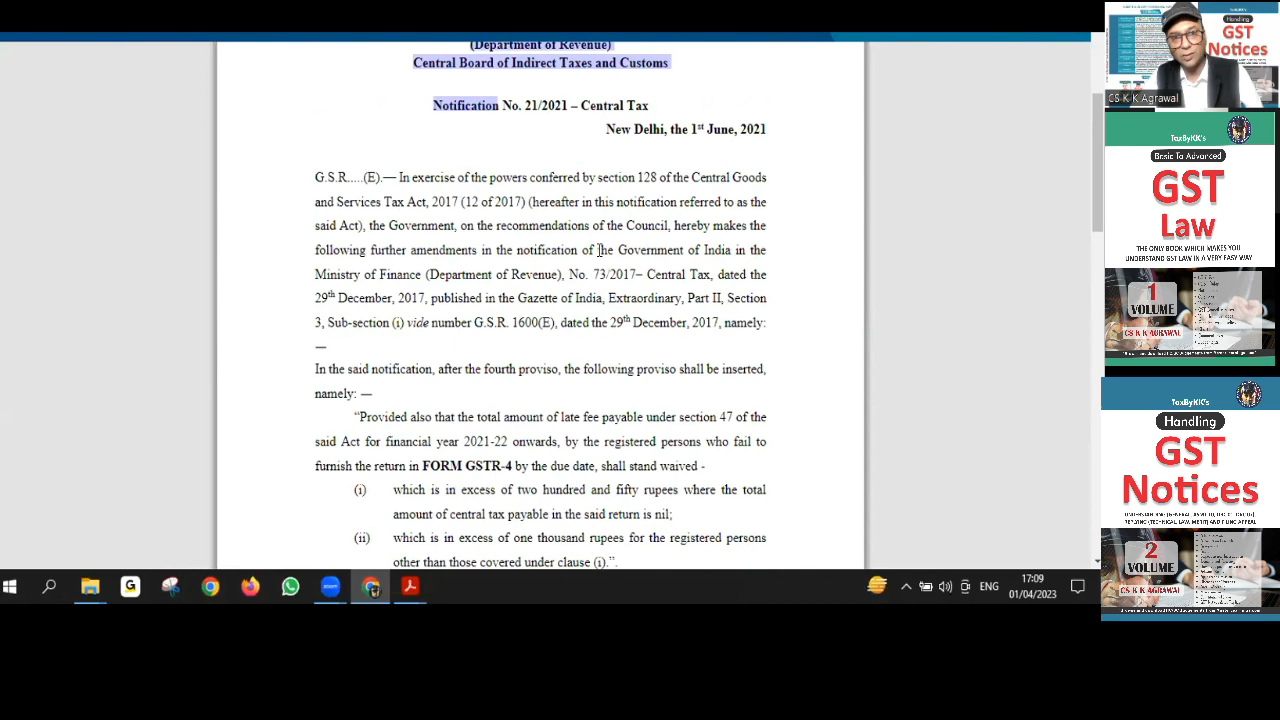 (Department of Revenue)
Central Board of Indirect Taxes and Customs
Notification No. 21/2021 – Central Tax
New Delhi, the 1st June, 2021
G.S.R.....(E).— In exercise of the powers conferred by section 128 of the Central Goods
and Services Tax Act, 2017 (12 of 2017) (hereafter in this notification referred to as the
said Act), the Government, on the recommendations of the Council, hereby makes the
following further amendments in the notification of the Government of India in the
Ministry of Finance (Department of Revenue), No. 73/2017– Central Tax, dated the
29th December, 2017, published in the Gazette of India, Extraordinary, Part II, Section
3, Sub-section (i) vide number G.S.R. 1600(E), dated the 29th December, 2017, namely:
—
In the said notification, after the fourth proviso, the following proviso shall be inserted,
namely: —
“Provided also that the total amount of late fee payable under section 47 of the
said Act for financial year 2021-22 onwards, by the registered persons who fail to
furnish the return in FORM GSTR-4 by the due date, shall stand waived -
(i) which is in excess of two hundred and fifty rupees where the total
amount of central tax payable in the said return is nil;
(ii) which is in excess of one thousand rupees for the registered persons
other than those covered under clause (i).”.
ENG
17:09
01/04/2023
Handling
GST
Notices
CS K K Agrawal
TaxByKK's
Basic To Advanced
GST
Law
THE ONLY BOOK WHICH MAKES YOU
UNDERSTAND GST LAW IN A VERY EASY WAY
1
VOLUME
CS K K AGRAWAL
TaxByKK's
Handling
GST
Notices
2
VOLUME
CS K K AGRAWAL